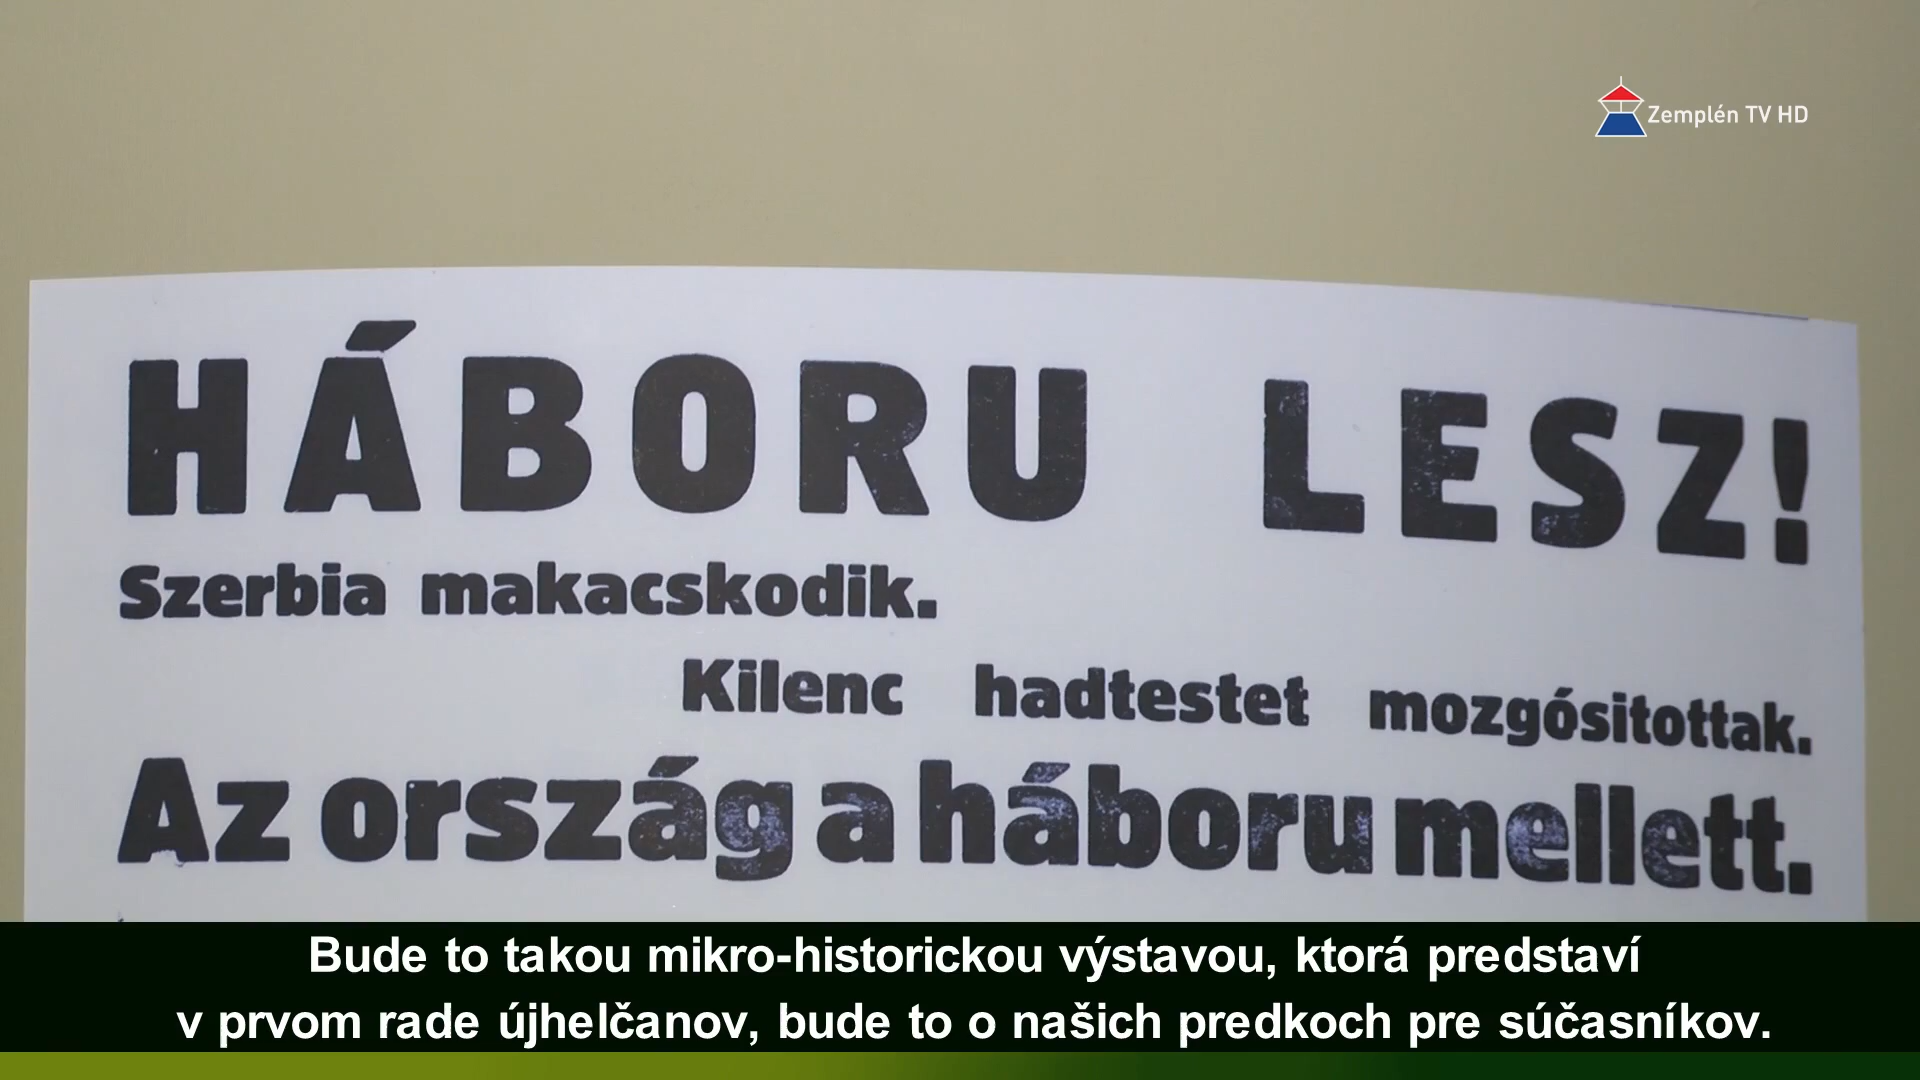 Zemplén TV HD
HÁBORU LESZ!
Szerbia makacskodik.
Kilenc hadtestet mozgósitottak.
Az ország a háboru mellett.
Bude to takou mikro-historickou výstavou, ktorá predstaví
v prvom rade újhelčanov, bude to o našich predkoch pre súčasníkov.